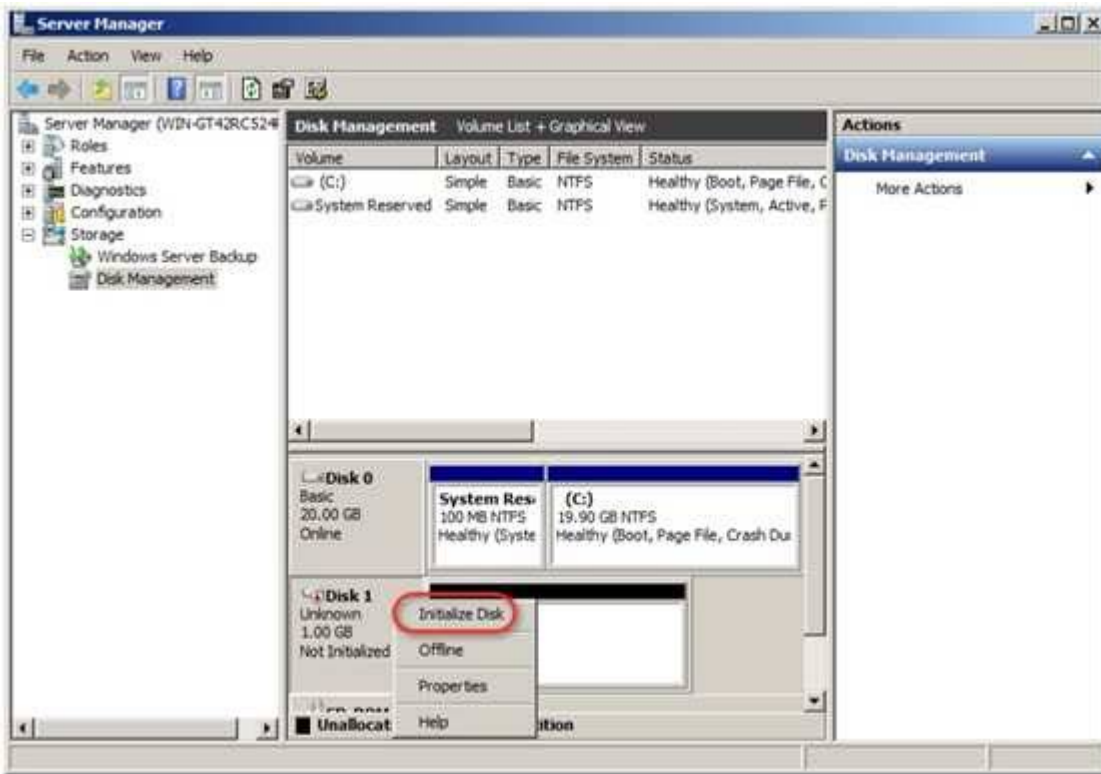 Server Manager
File Action View Help
Server Manager (WIN-GT42RC524
Roles
Features
Diagnostics
Configuration
Storage
Windows Server Backup
Disk Management
Disk Management Volume List + Graphical View
Volume Layout Type File System Status
(C:) Simple Basic NTFS Healthy (Boot, Page File, C
System Reserved Simple Basic NTFS Healthy (System, Active, P
Disk 0
Basic
20.00 GB
Online
System Res
100 MB NTFS
Healthy (Syste
(C:)
19.90 GB NTFS
Healthy (Boot, Page File, Crash Du
Disk 1
Unknown
1.00 GB
Not Initialized
Initialize Disk
Offline
Properties
Help
Unallocat
ition
Actions
Disk Management
More Actions